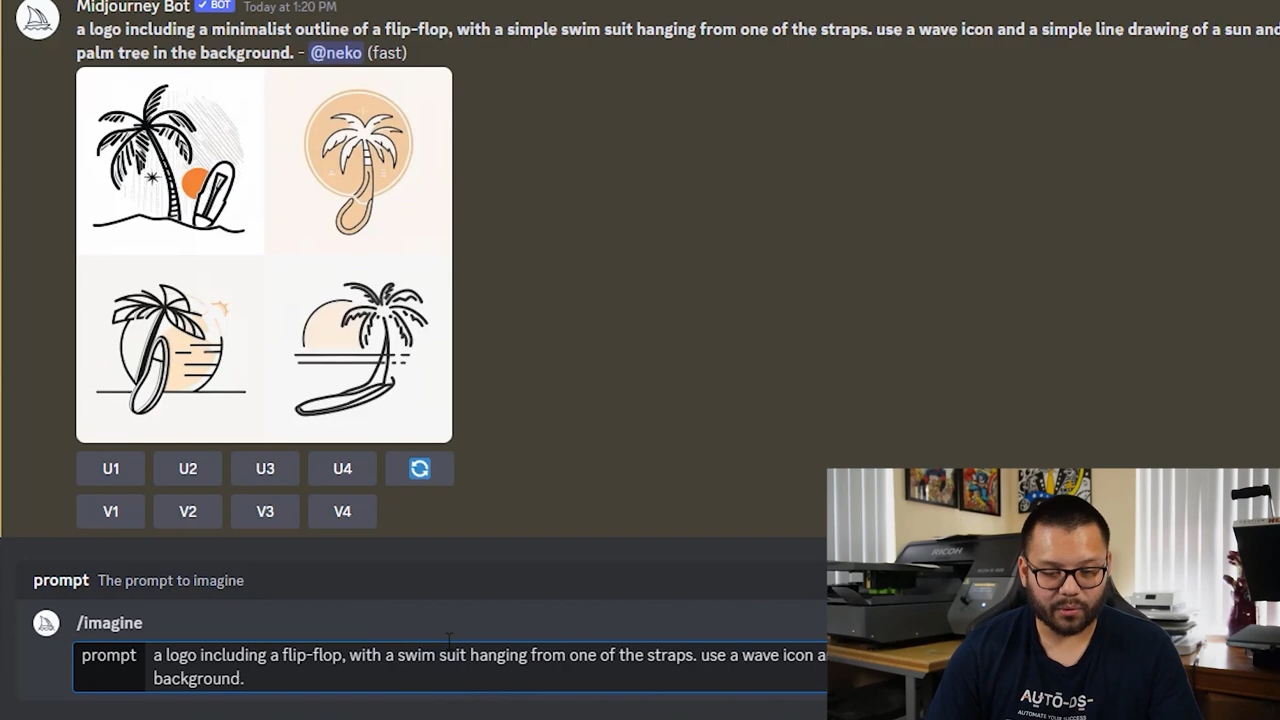 Midjourney Bot ✓ BOT Today at 1:20 PM
a logo including a minimalist outline of a flip-flop, with a simple swim suit hanging from one of the straps. use a wave icon and a simple line drawing of a sun and
palm tree in the background. - @neko (fast)
U1 U2 U3 U4
V1 V2 V3 V4
prompt The prompt to imagine
/imagine
prompt a logo including a flip-flop, with a swim suit hanging from one of the straps. use a wave icon a
background.
RICOH
AUTO-DS-
AUTOMATE YOUR SUCCESS